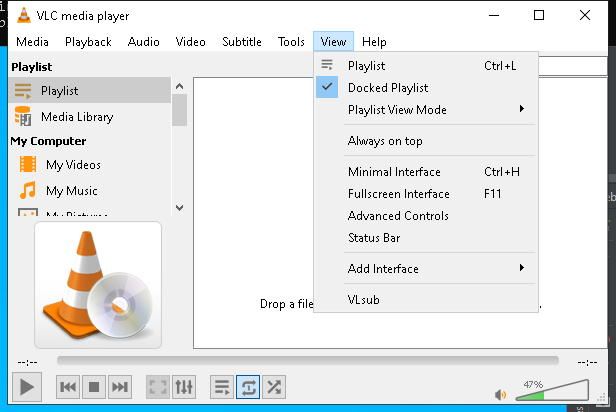 VLC media player
Media Playback Audio Video Subtitle Tools View Help
Playlist
Playlist
Media Library
My Computer
My Videos
My Music
My Pictures
Playlist Ctrl+L
Docked Playlist
Playlist View Mode
Always on top
Minimal Interface Ctrl+H
Fullscreen Interface F11
Advanced Controls
Status Bar
Add Interface
VLsub
Drop a file
--:-- --:--
47%